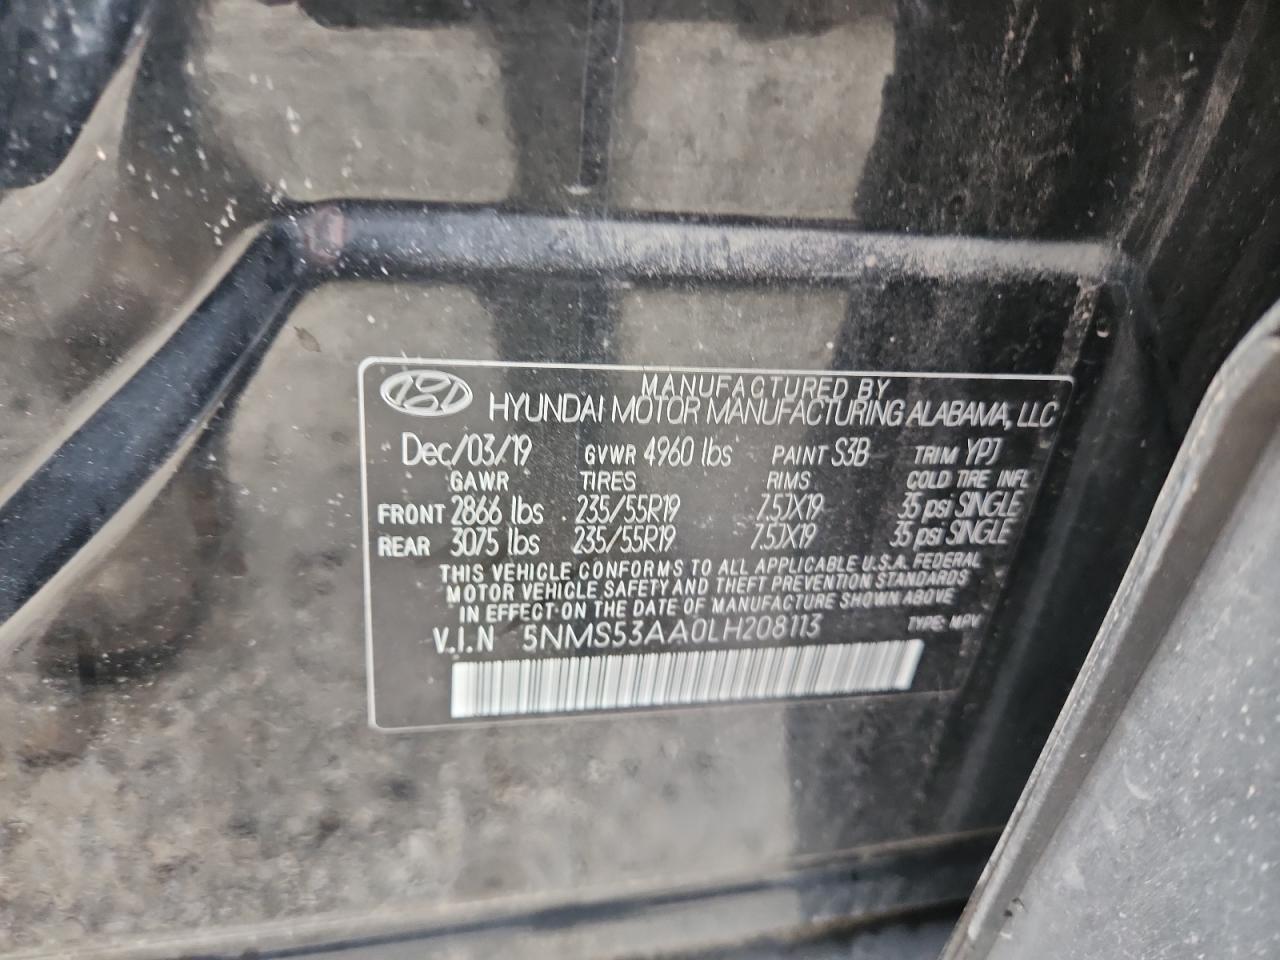 MANUFACTURED BY
HYUNDAI MOTOR MANUFACTURING ALABAMA, LLC
Dec/03/19 GVWR 4960 lbs PAINT S3B TRIM YPJ
GAWR TIRES RIMS COLD TIRE INFL
FRONT 2866 lbs 235/55R19 7.5JX19 35 psi SINGLE
REAR 3075 lbs 235/55R19 7.5JX19 35 psi SINGLE
THIS VEHICLE CONFORMS TO ALL APPLICABLE U.S.A. FEDERAL
MOTOR VEHICLE SAFETY AND THEFT PREVENTION STANDARDS
IN EFFECT ON THE DATE OF MANUFACTURE SHOWN ABOVE
V.I.N 5NMS53AA0LH208113 TYPE: MPV